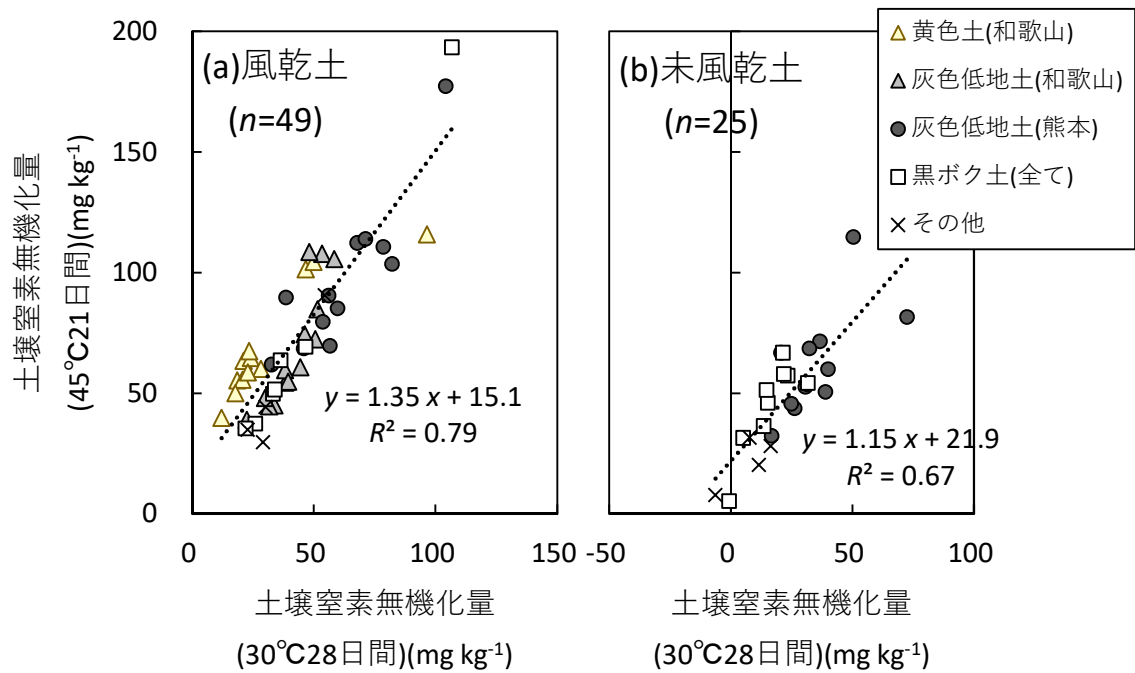 (a)風乾土
(n=49)
(b)未風乾土
(n=25)
黄色土(和歌山)
灰色低地土(和歌山)
灰色低地土(熊本)
黒ボク土(全て)
その他
土壌窒素無機化量
(45℃21日間)(mg kg⁻¹)
200
150
100
50
0
y = 1.35 x + 15.1
R² = 0.79
y = 1.15 x + 21.9
R² = 0.67
0
50
100
150
-50
0
50
100
土壌窒素無機化量
(30℃28日間)(mg kg⁻¹)
土壌窒素無機化量
(30℃28日間)(mg kg⁻¹)